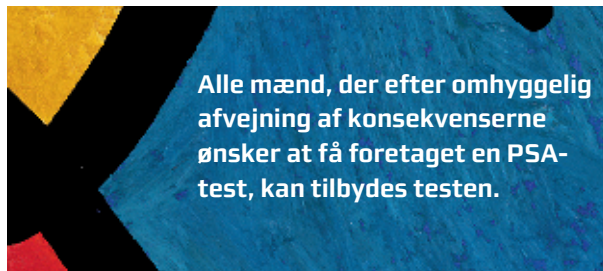 Alle mænd, der efter omhyggelig
afvejning af konsekvenserne
ønsker at få foretaget en PSA-
test, kan tilbydes testen.